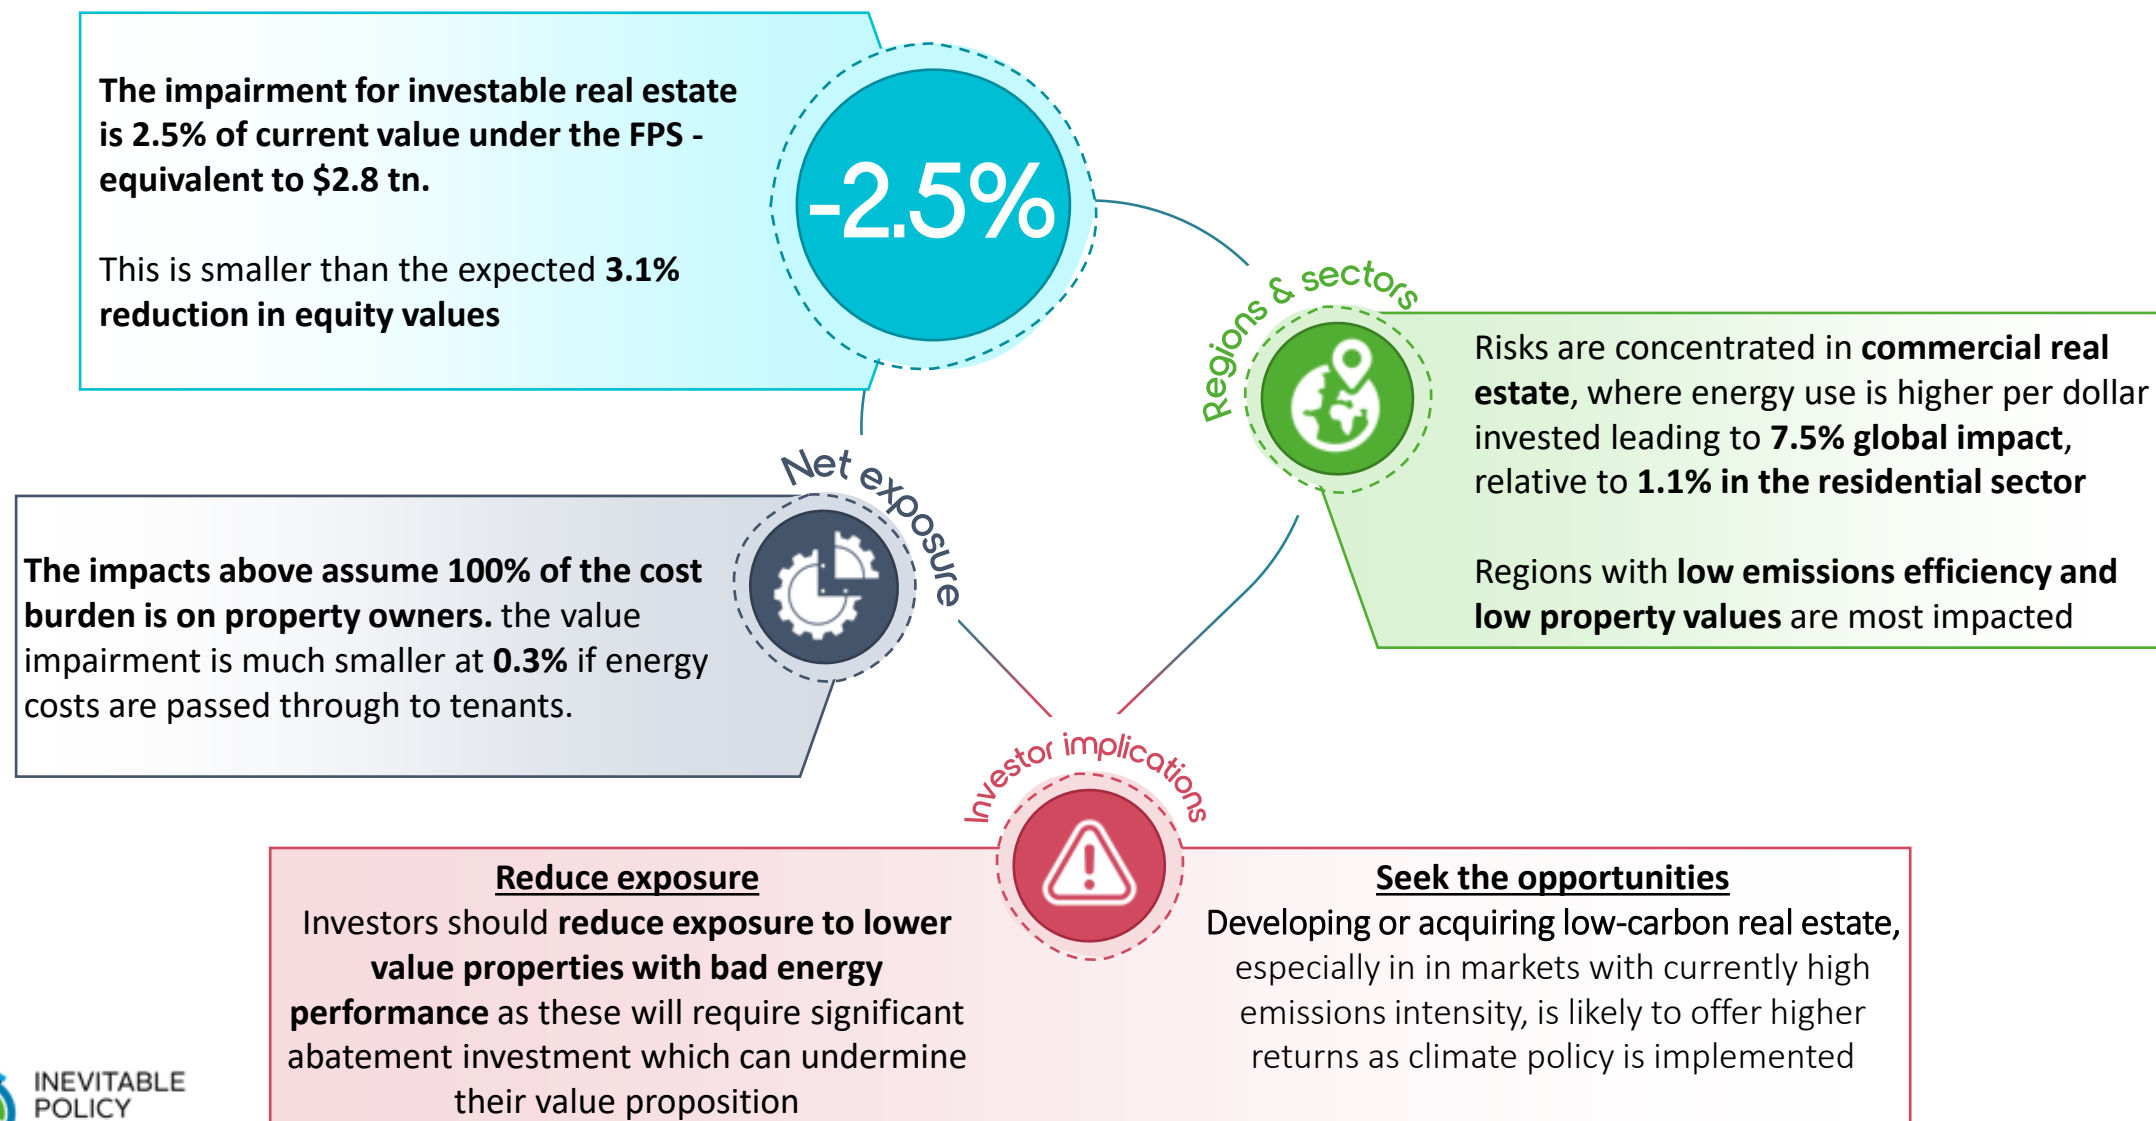 The impairment for investable real estate
is 2.5% of current value under the FPS -
equivalent to $2.8 tn.
This is smaller than the expected 3.1%
reduction in equity values
-2.5%
Regions & sectors
Risks are concentrated in commercial real
estate, where energy use is higher per dollar
invested leading to 7.5% global impact,
relative to 1.1% in the residential sector
Regions with low emissions efficiency and
low property values are most impacted
Net exposure
The impacts above assume 100% of the cost
burden is on property owners. the value
impairment is much smaller at 0.3% if energy
costs are passed through to tenants.
Investor implications
Reduce exposure
Investors should reduce exposure to lower
value properties with bad energy
performance as these will require significant
abatement investment which can undermine
their value proposition
Seek the opportunities
Developing or acquiring low-carbon real estate,
especially in in markets with currently high
emissions intensity, is likely to offer higher
returns as climate policy is implemented
INEVITABLE
POLICY